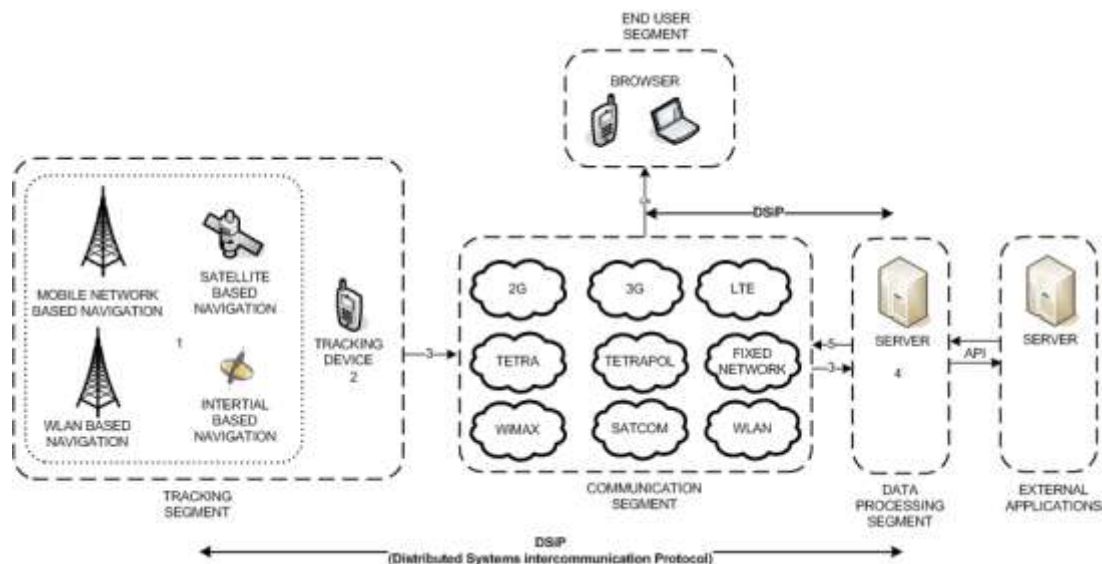 END USER
SEGMENT
BROWSER
DSiP
MOBILE NETWORK
BASED NAVIGATION
SATELLITE
BASED
NAVIGATION
1
WLAN BASED
NAVIGATION
INTERTIAL
BASED
NAVIGATION
TRACKING
DEVICE
2
3
2G
3G
LTE
TETRA
TETRAPOL
FIXED
NETWORK
WiMAX
SATCOM
WLAN
5
3
SERVER
4
API
SERVER
TRACKING
SEGMENT
COMMUNICATION
SEGMENT
DATA
PROCESSING
SEGMENT
EXTERNAL
APPLICATIONS
DSiP
(Distributed Systems intercommunication Protocol)